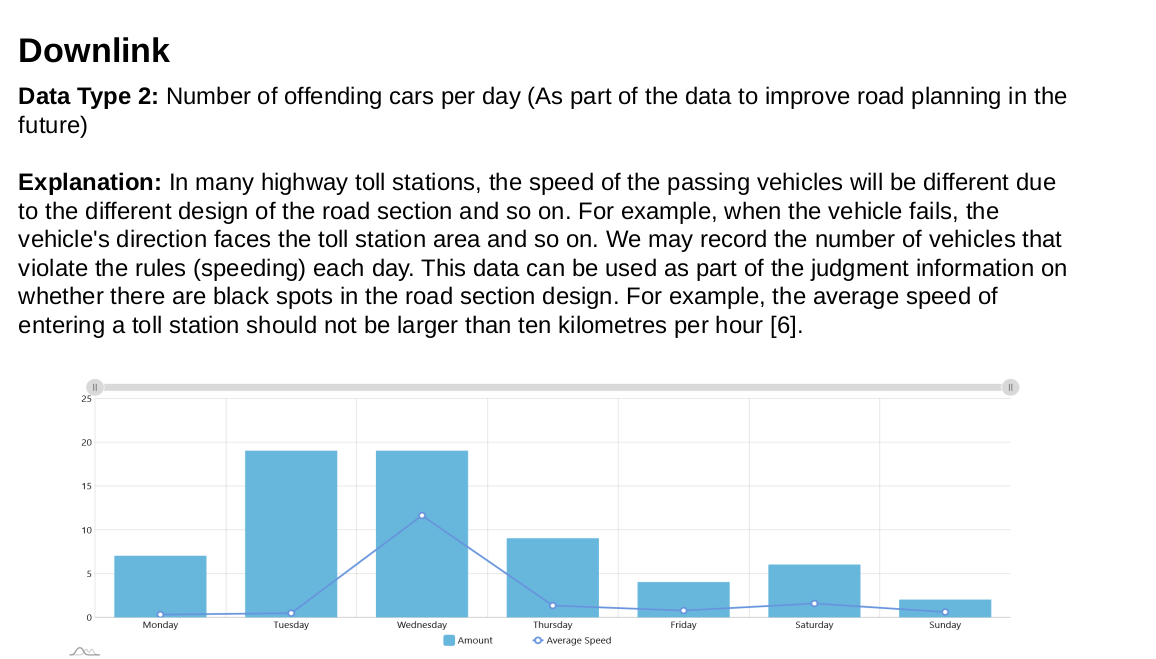 Downlink
Data Type 2: Number of offending cars per day (As part of the data to improve road planning in the
future)
Explanation: In many highway toll stations, the speed of the passing vehicles will be different due
to the different design of the road section and so on. For example, when the vehicle fails, the
vehicle's direction faces the toll station area and so on. We may record the number of vehicles that
violate the rules (speeding) each day. This data can be used as part of the judgment information on
whether there are black spots in the road section design. For example, the average speed of
entering a toll station should not be larger than ten kilometres per hour [6].
25
20
15
10
5
0
Monday Tuesday Wednesday Thursday Friday Saturday Sunday
Amount Average Speed